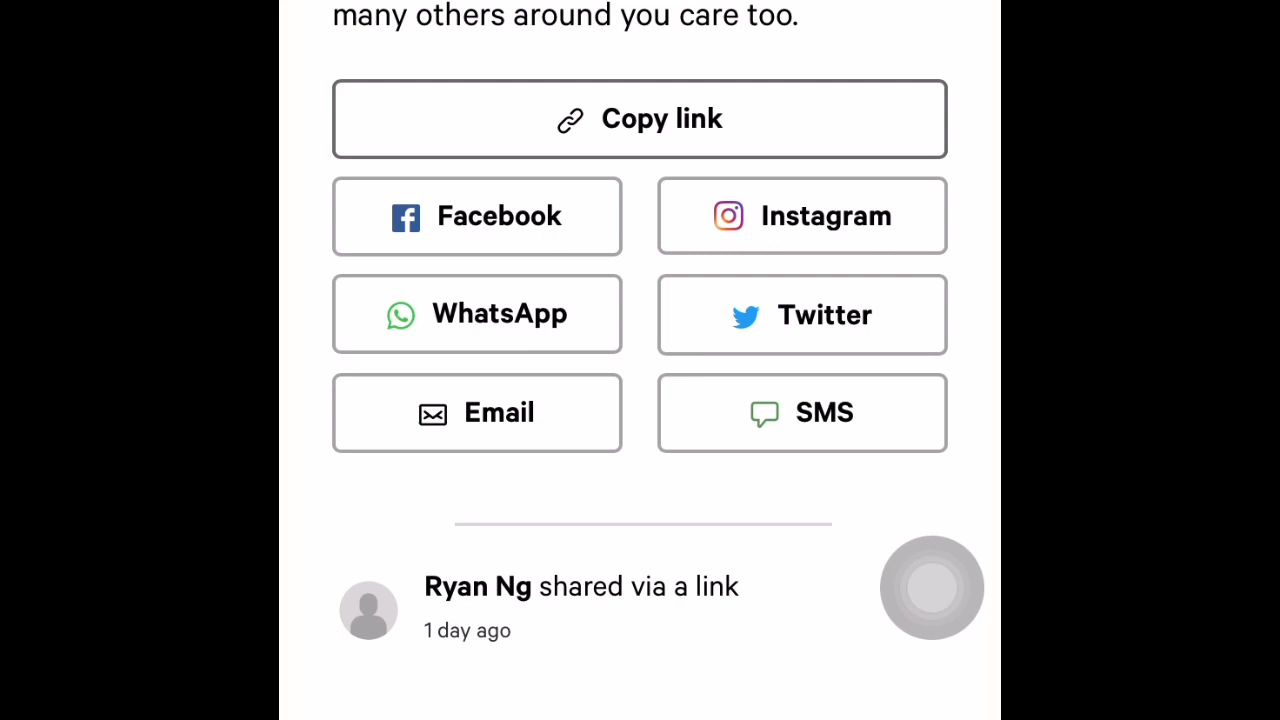 many others around you care too.
Copy link
Facebook
Instagram
WhatsApp
Twitter
Email
SMS
Ryan Ng shared via a link
1 day ago